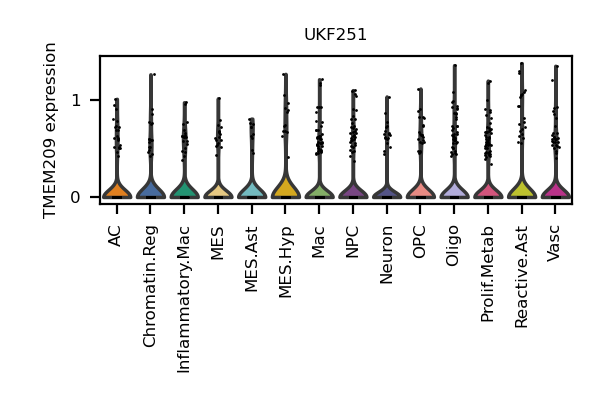 UKF251
TMEM209 expression
1
0
AC
Chromatin.Reg
Inflammatory.Mac
MES
MES.Ast
MES.Hyp
Mac
NPC
Neuron
OPC
Oligo
Prolif.Metab
Reactive.Ast
Vasc